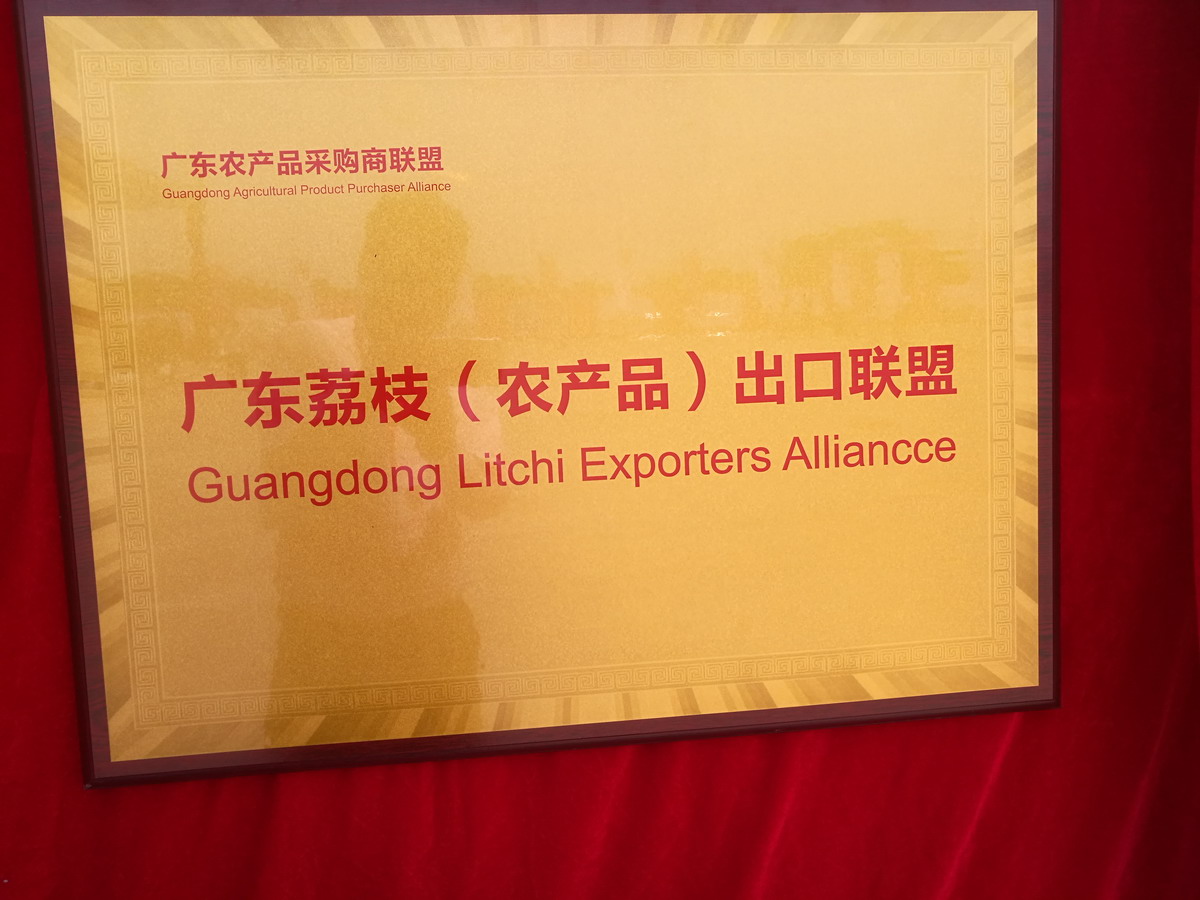 广东农产品采购商联盟
Guangdong Agricultural Product Purchaser Alliance
广东荔枝（农产品）出口联盟
Guangdong Litchi Exporters Alliancce